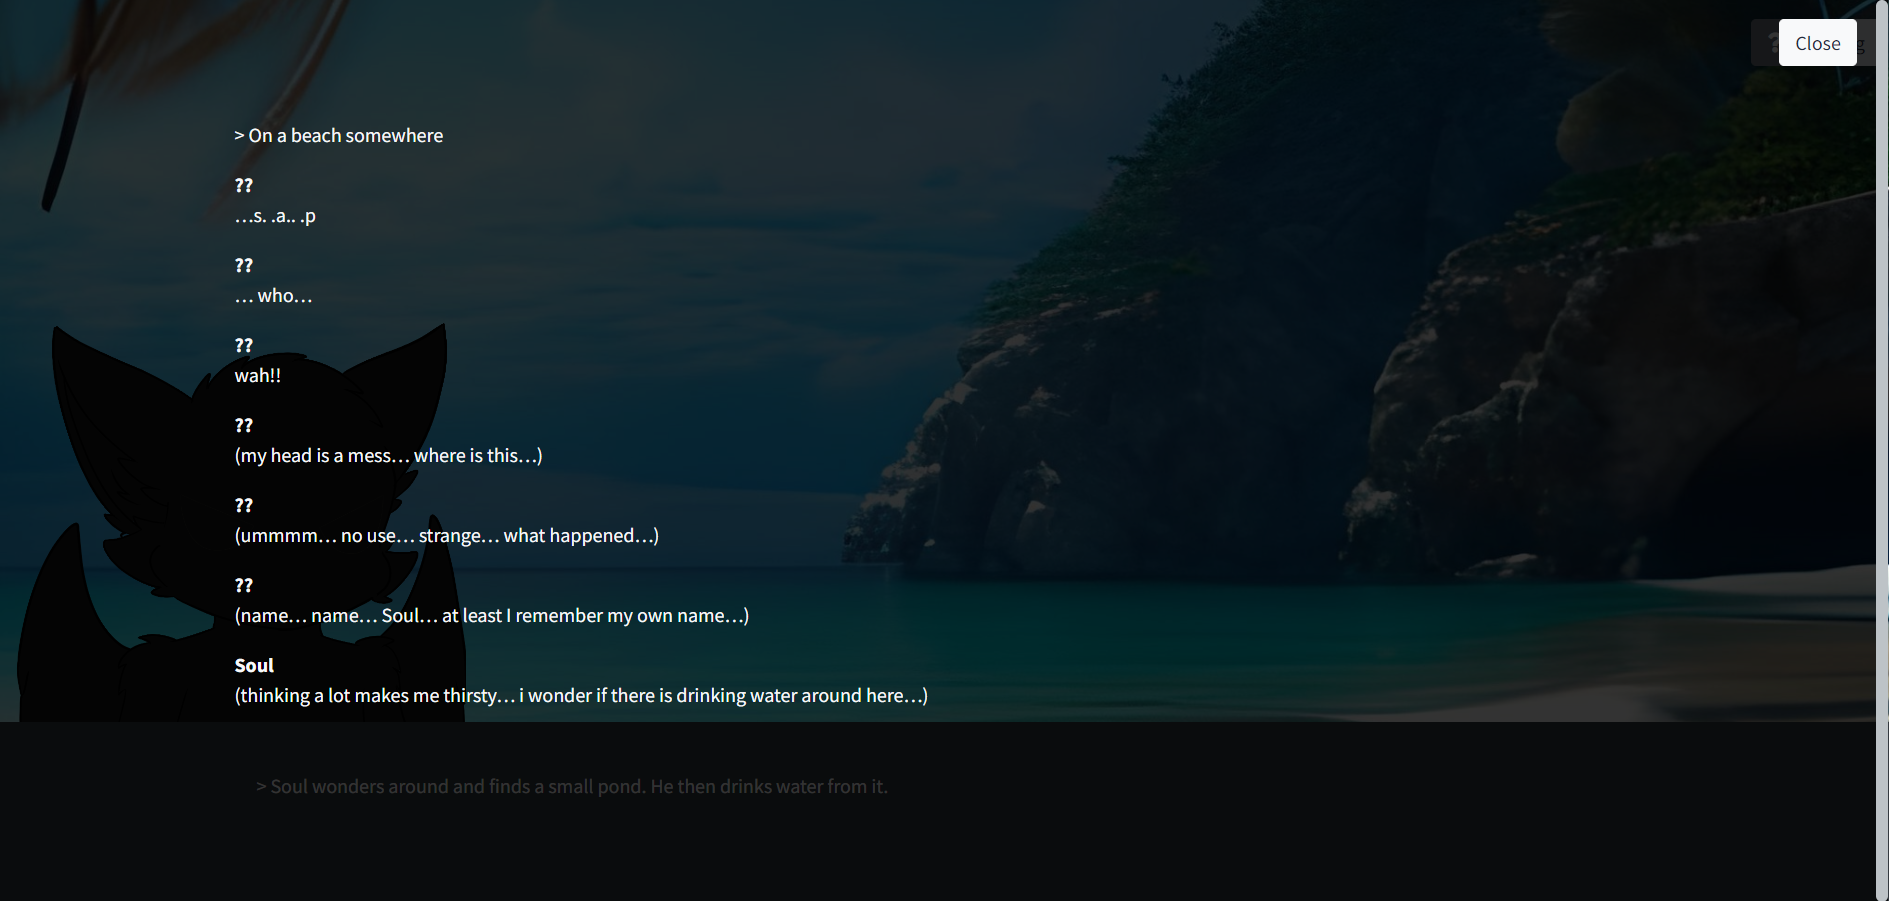 Close
> On a beach somewhere
??
…s. .a.. .p
??
… who…
??
wah!!
??
(my head is a mess… where is this…)
??
(ummmm… no use… strange… what happened…)
??
(name… name… Soul… at least I remember my own name…)
Soul
(thinking a lot makes me thirsty… i wonder if there is drinking water around here…)
> Soul wonders around and finds a small pond. He then drinks water from it.